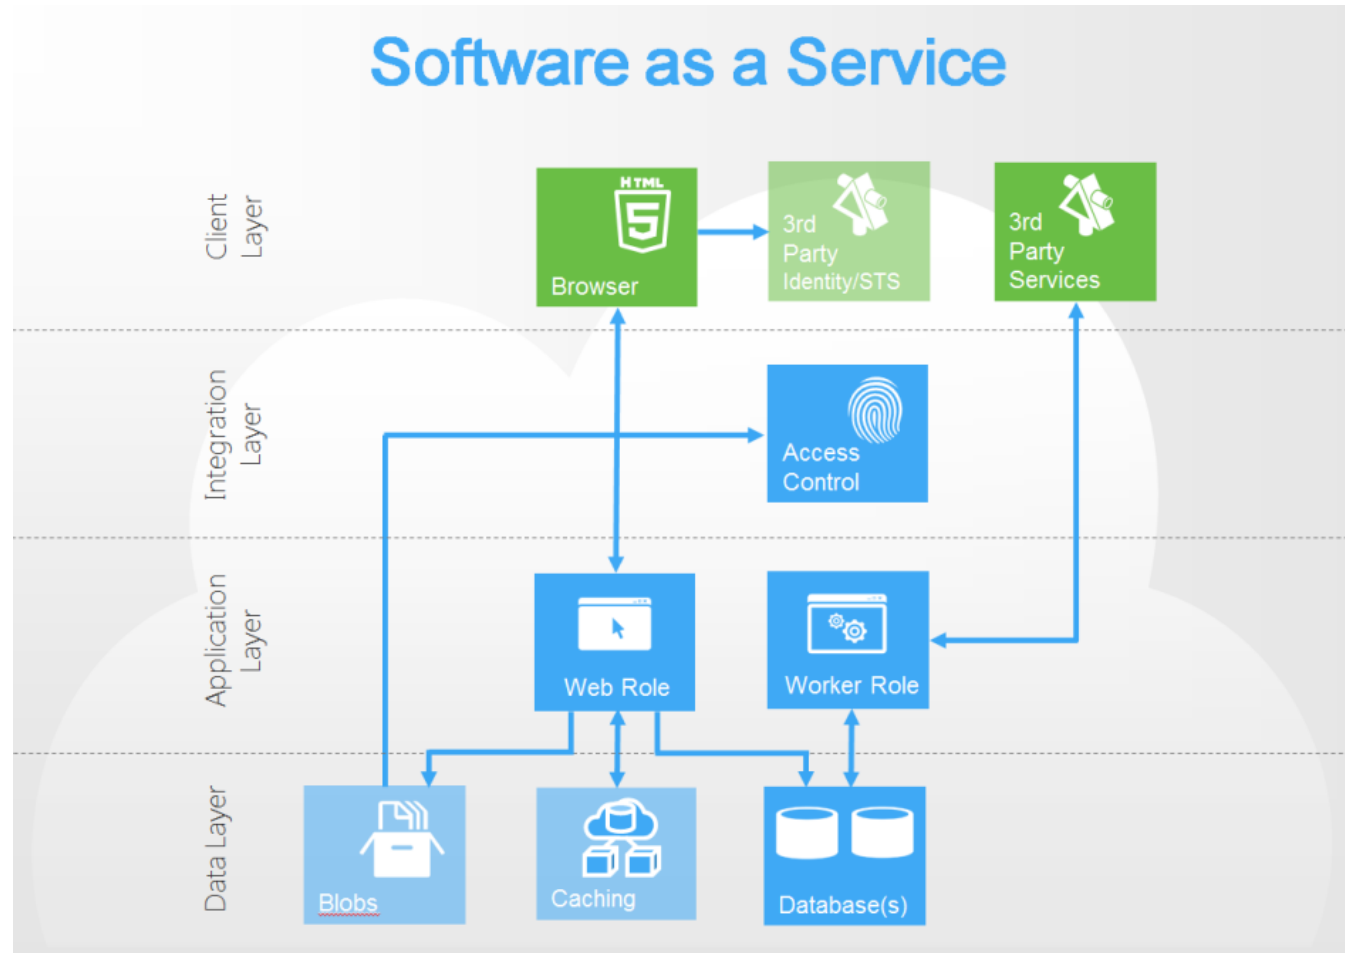 Software as a Service
Client
Layer
HTML
5
Browser
3rd
Party
Identity/STS
3rd
Party
Services
Integration
Layer
Access
Control
Application
Layer
Web Role
Worker Role
Data Layer
Blobs
Caching
Database(s)